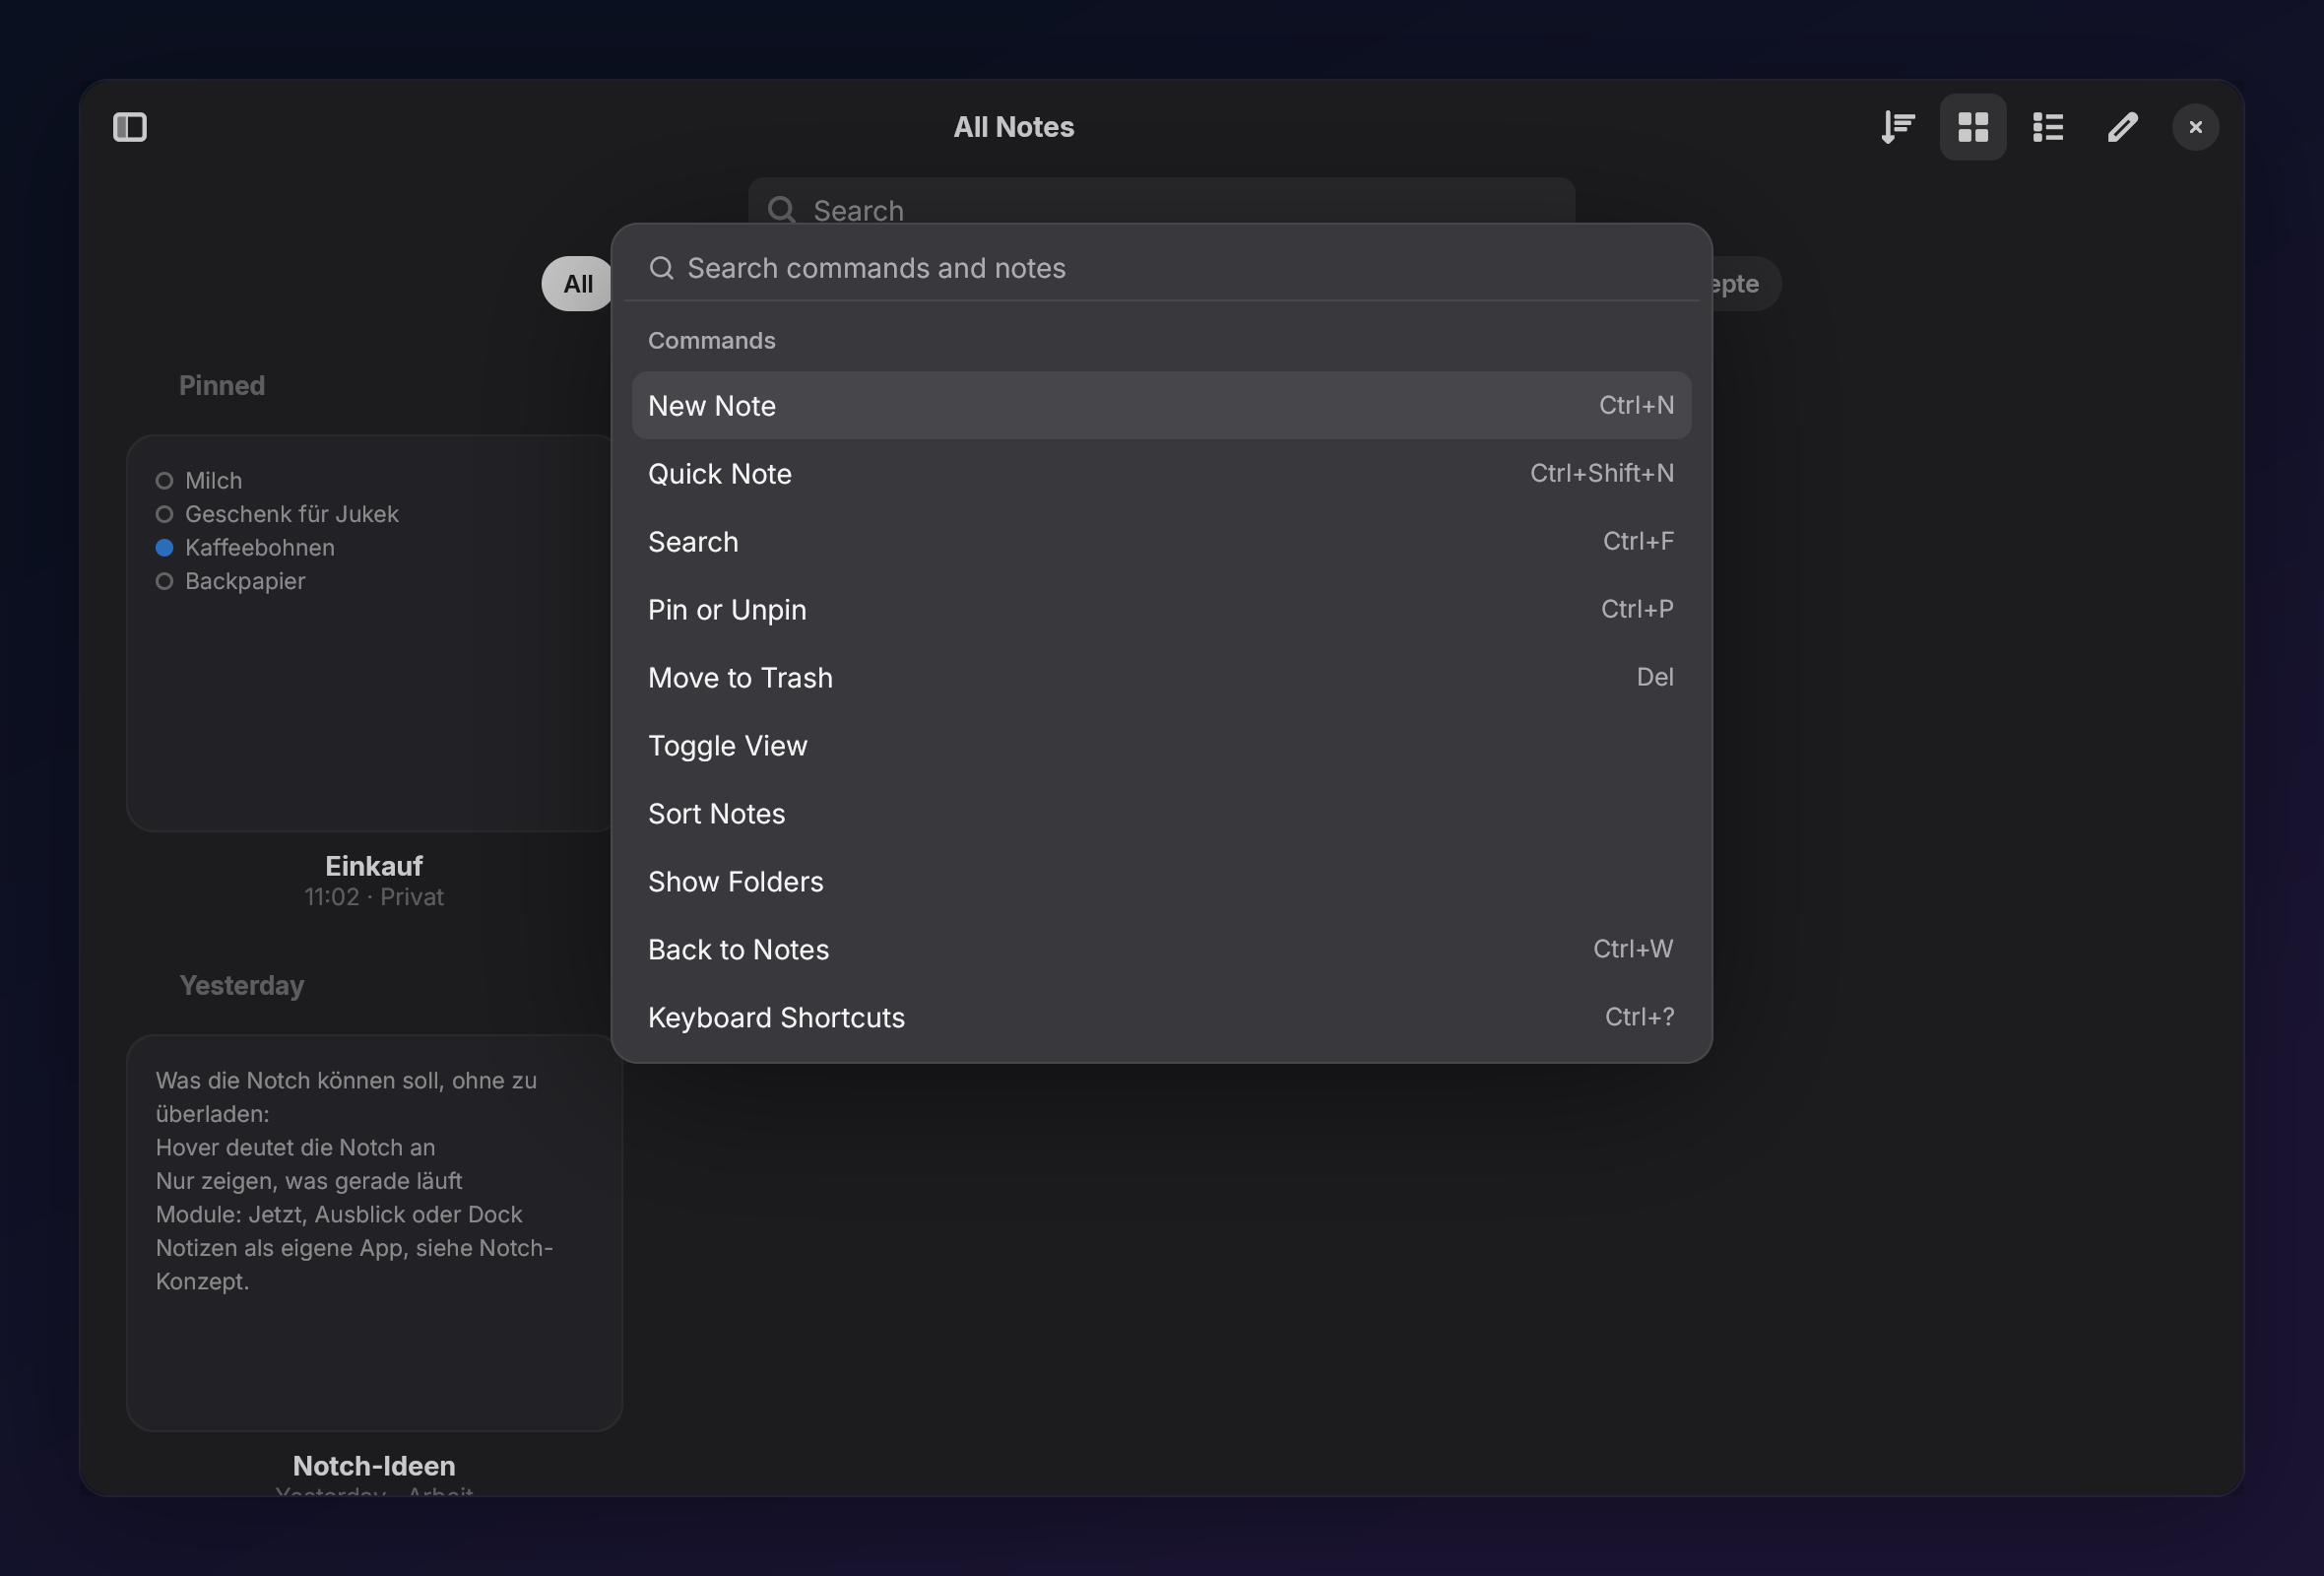 All Notes
Search
All
Search commands and notes
Commands
New Note Ctrl+N
Quick Note Ctrl+Shift+N
Search Ctrl+F
Pin or Unpin Ctrl+P
Move to Trash Del
Toggle View
Sort Notes
Show Folders
Back to Notes Ctrl+W
Keyboard Shortcuts Ctrl+?
Pinned
Milch
Geschenk für Jukek
Kaffeebohnen
Backpapier
Einkauf
11:02 · Privat
Yesterday
Was die Notch können soll, ohne zu
überladen:
Hover deutet die Notch an
Nur zeigen, was gerade läuft
Module: Jetzt, Ausblick oder Dock
Notizen als eigene App, siehe Notch-
Konzept.
Notch-Ideen
Yesterday · Arbeit